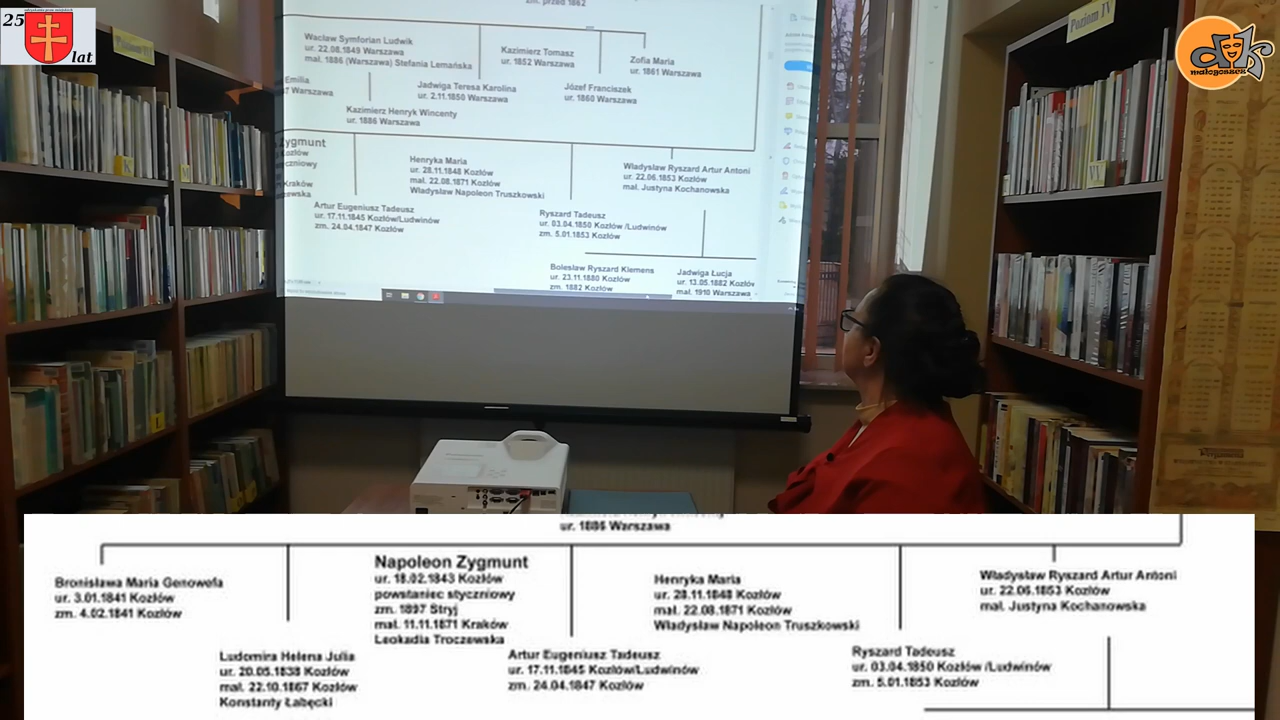 25
lat
małogoszcz
Poziom IV
zm. przed 1862
Wacław Symforian Ludwik
ur. 22.08.1849 Warszawa
mał. 1886 (Warszawa) Stefania Lemańska
Kazimierz Tomasz
ur. 1852 Warszawa
Zofia Maria
ur. 1861 Warszawa
Emilia
7 Warszawa
Jadwiga Teresa Karolina
ur. 2.11.1850 Warszawa
Józef Franciszek
ur. 1860 Warszawa
Kazimierz Henryk Wincenty
ur. 1886 Warszawa
Zygmunt
Kozłów
czniowy
Kraków
zewska
Henryka Maria
ur. 28.11.1848 Kozłów
mał. 22.08.1871 Kozłów
Władysław Napoleon Truszkowski
Władysław Ryszard Artur Antoni
ur. 22.06.1853 Kozłów
mał. Justyna Kochanowska
Artur Eugeniusz Tadeusz
ur. 17.11.1845 Kozłów/Ludwinów
zm. 24.04.1847 Kozłów
Ryszard Tadeusz
ur. 03.04.1850 Kozłów /Ludwinów
zm. 5.01.1853 Kozłów
Bolesław Ryszard Klemens
ur. 23.11.1880 Kozłów
zm. 1882 Kozłów
Jadwiga Łucja
ur. 13.05.1882 Kozłów
mał. 1910 Warszawa
ur. 1886 Warszawa
Bronisława Maria Genowefa
ur. 3.01.1841 Kozłów
zm. 4.02.1841 Kozłów
Napoleon Zygmunt
ur. 18.02.1843 Kozłów
powstaniec styczniowy
zm. 1897 Stryj
mał. 11.11.1871 Kraków
Leokadia Troczewska
Henryka Maria
ur. 28.11.1848 Kozłów
mał. 22.08.1871 Kozłów
Władysław Napoleon Truszkowski
Władysław Ryszard Artur Antoni
ur. 22.06.1853 Kozłów
mał. Justyna Kochanowska
Ludomira Helena Julia
ur. 20.05.1838 Kozłów
mał. 22.10.1867 Kozłów
Konstanty Łabęcki
Artur Eugeniusz Tadeusz
ur. 17.11.1845 Kozłów/Ludwinów
zm. 24.04.1847 Kozłów
Ryszard Tadeusz
ur. 03.04.1850 Kozłów /Ludwinów
zm. 5.01.1853 Kozłów